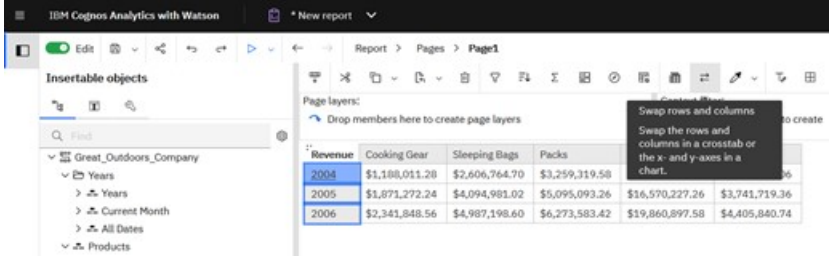 IBM Cognos Analytics with Watson
* New report
Edit
Report > Pages > Page1
Insertable objects
Find
Great_Outdoors_Company
Years
Years
Current Month
All Dates
Products
Page layers:
Drop members here to create page layers
to create
Swap rows and columns
Swap the rows and
columns in a crosstab or
the x- and y-axes in a
chart.
Revenue Cooking Gear Sleeping Bags Packs
2004 $1,188,011.28 $2,606,764.70 $3,259,319.58
2005 $1,871,272.24 $4,094,981.02 $5,095,093.26 $16,570,227.26 $3,741,719.36
2006 $2,341,848.56 $4,987,198.60 $6,273,583.42 $19,860,897.58 $4,405,840.74